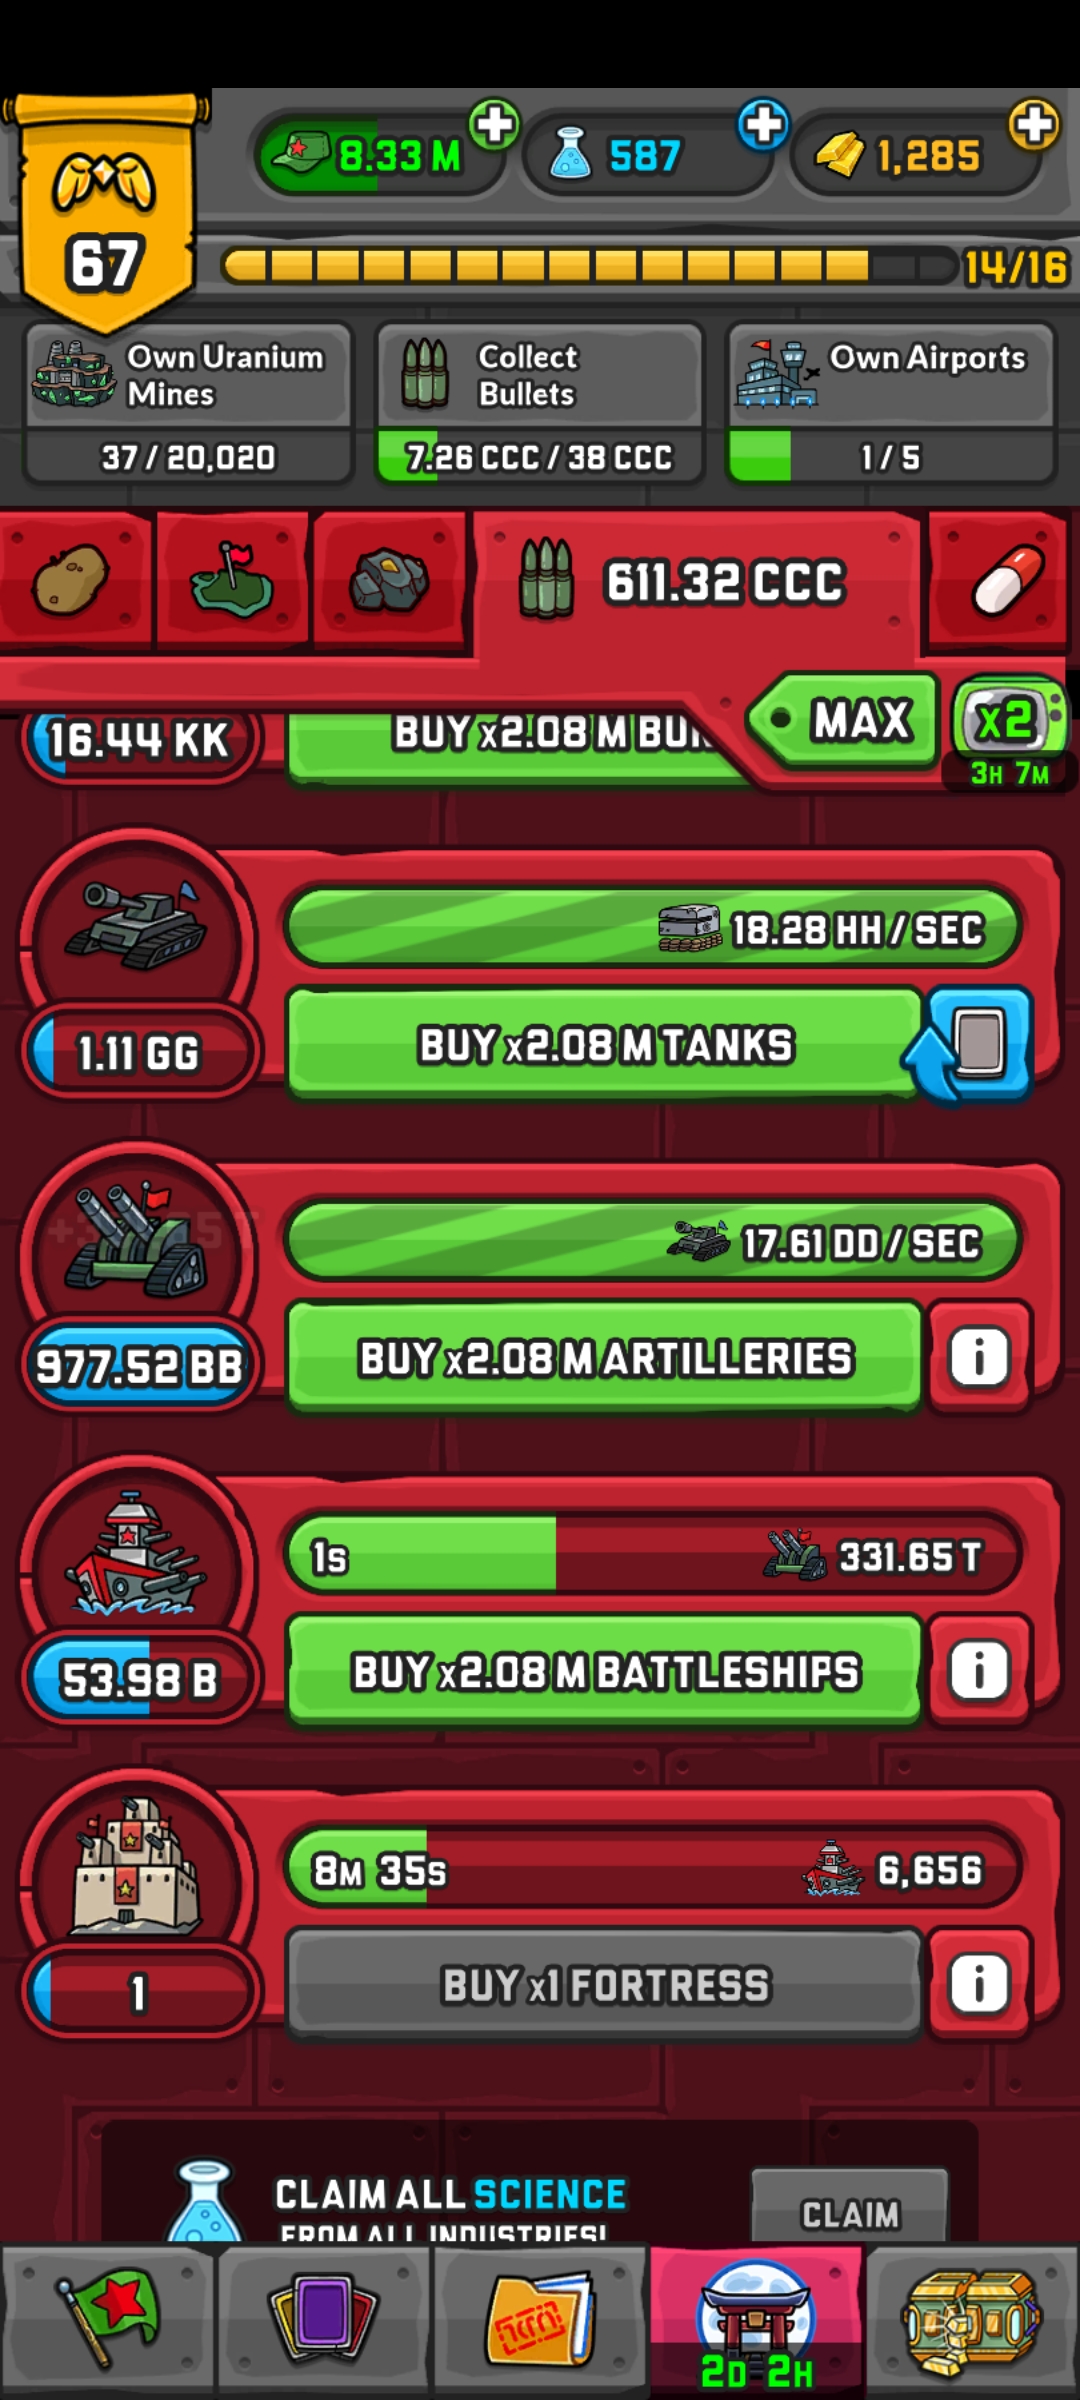 8.33 M
587
1,285
67
14/16
Own Uranium
Mines
37 / 20,020
Collect
Bullets
7.26 CCC / 38 CCC
Own Airports
1 / 5
611.32 CCC
MAX
x2
3H 7M
16.44 KK
BUY x2.08 M
18.28 HH / SEC
1.11 GG
BUY x2.08 M TANKS
17.61 DD / SEC
977.52 BB
BUY x2.08 M ARTILLERIES
i
1s
331.65 T
53.98 B
BUY x2.08 M BATTLESHIPS
i
8M 35s
6,656
1
BUY x1 FORTRESS
i
CLAIM ALL SCIENCE
FROM ALL INDUSTRIES!
CLAIM
2D 2H